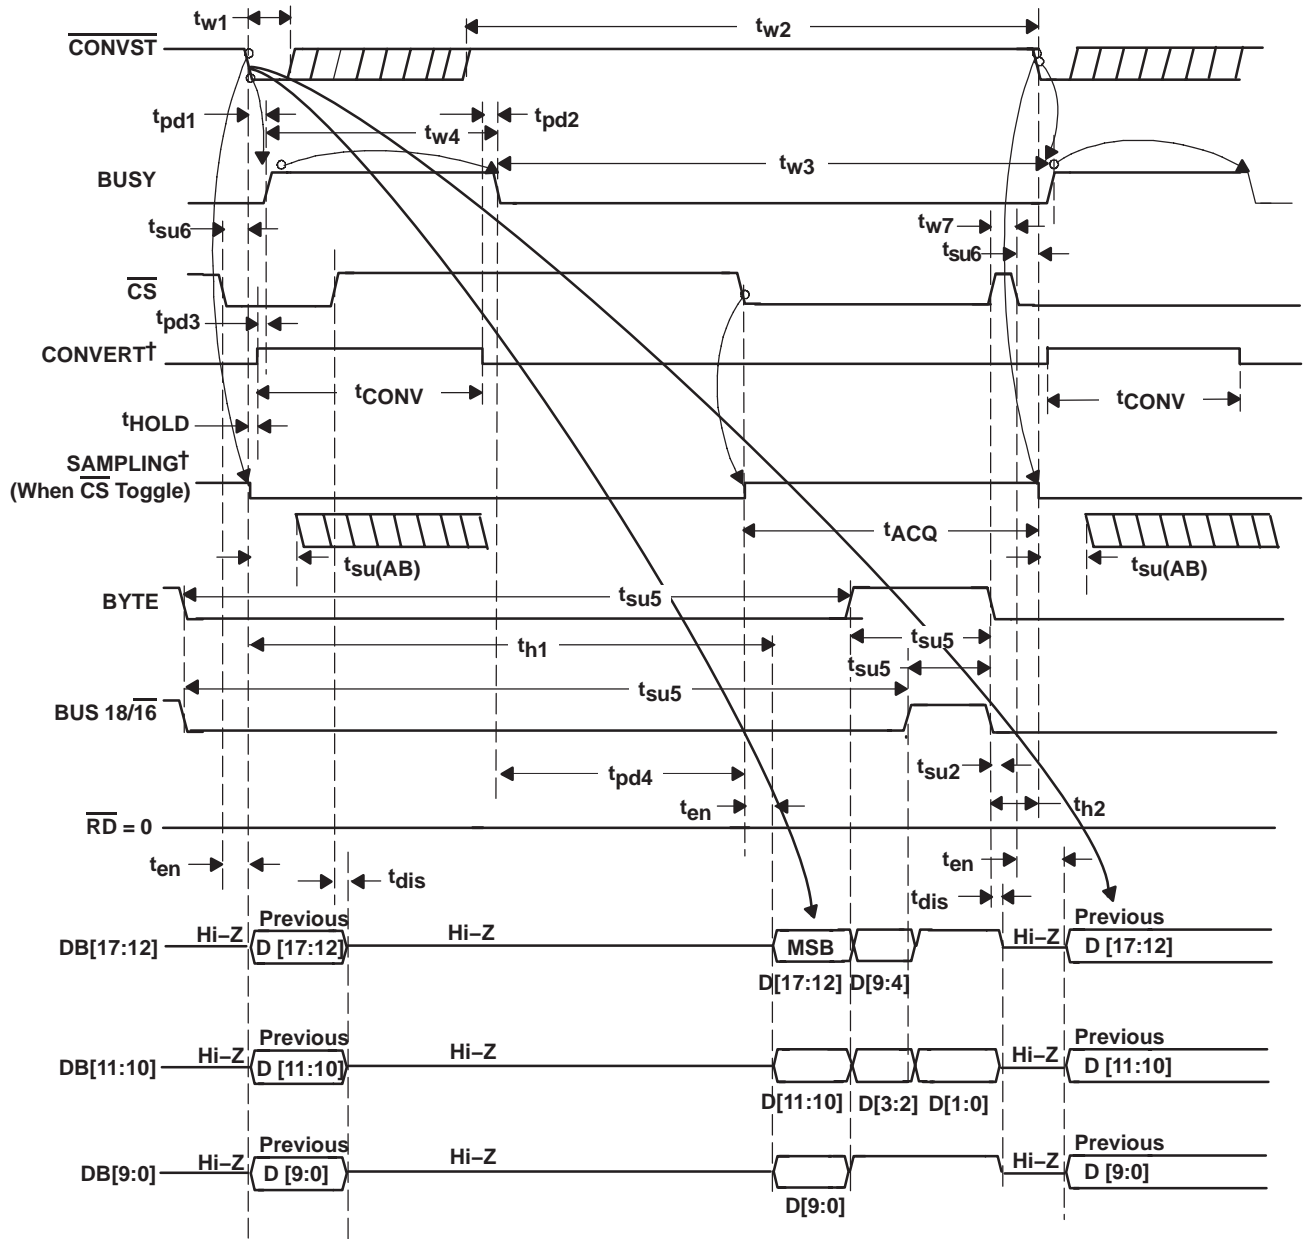 tw1
tw2
CONVST
tpd1
tw4
tpd2
tw3
BUSY
tsu6
tw7
tsu6
CS
tpd3
CONVERT†
tCONV
tCONV
tHOLD
SAMPLING†
(When CS Toggle)
tACQ
tsu(AB)
tsu(AB)
BYTE
tsu5
th1
tsu5
tsu5
tsu5
BUS 18/16
tsu2
tpd4
ten
th2
RD = 0
ten
tdis
ten
tdis
Previous
Previous
DB[17:12]
Hi–Z
D [17:12]
Hi–Z
MSB
Hi–Z
D [17:12]
D[17:12]
D[9:4]
Previous
Previous
DB[11:10]
Hi–Z
D [11:10]
Hi–Z
Hi–Z
D [11:10]
D[11:10]
D[3:2]
D[1:0]
Previous
Previous
DB[9:0]
Hi–Z
D [9:0]
Hi–Z
Hi–Z
D [9:0]
D[9:0]